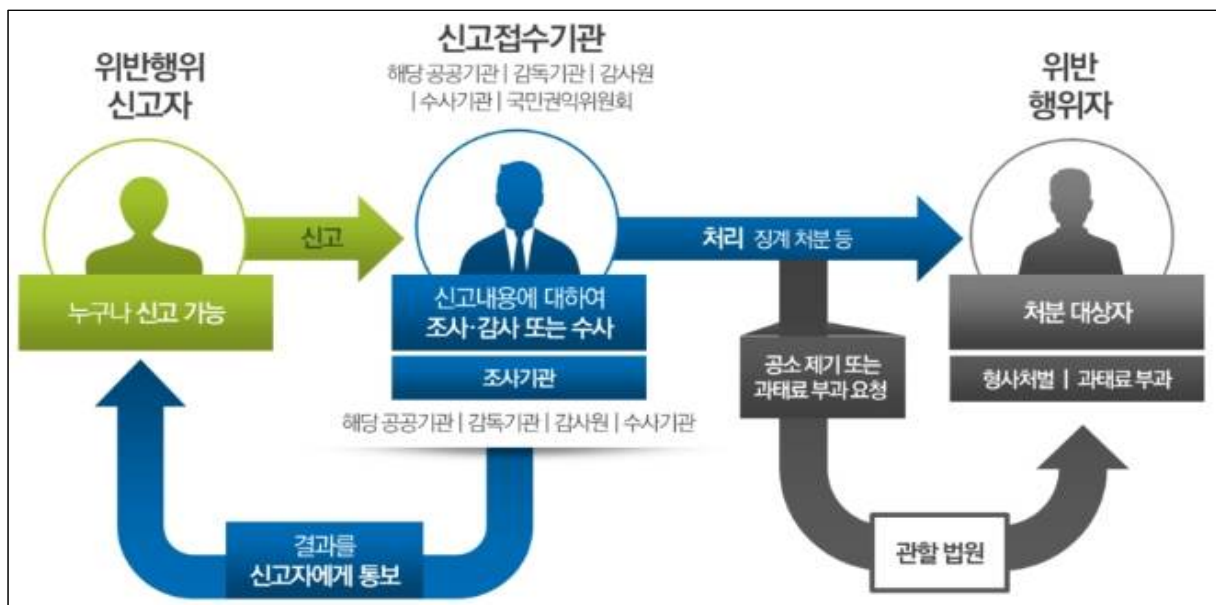 위반행위
신고자
누구나 신고 가능
신고
신고접수기관
해당 공공기관 | 감독기관 | 감사원
| 수사기관 | 국민권익위원회
신고내용에 대하여
조사·감사 또는 수사
조사기관
해당 공공기관 | 감독기관 | 감사원 | 수사기관
결과를
신고자에게 통보
처리 징계 처분 등
공소 제기 또는
과태료 부과 요청
관할 법원
위반
행위자
처분 대상자
형사처벌 | 과태료 부과